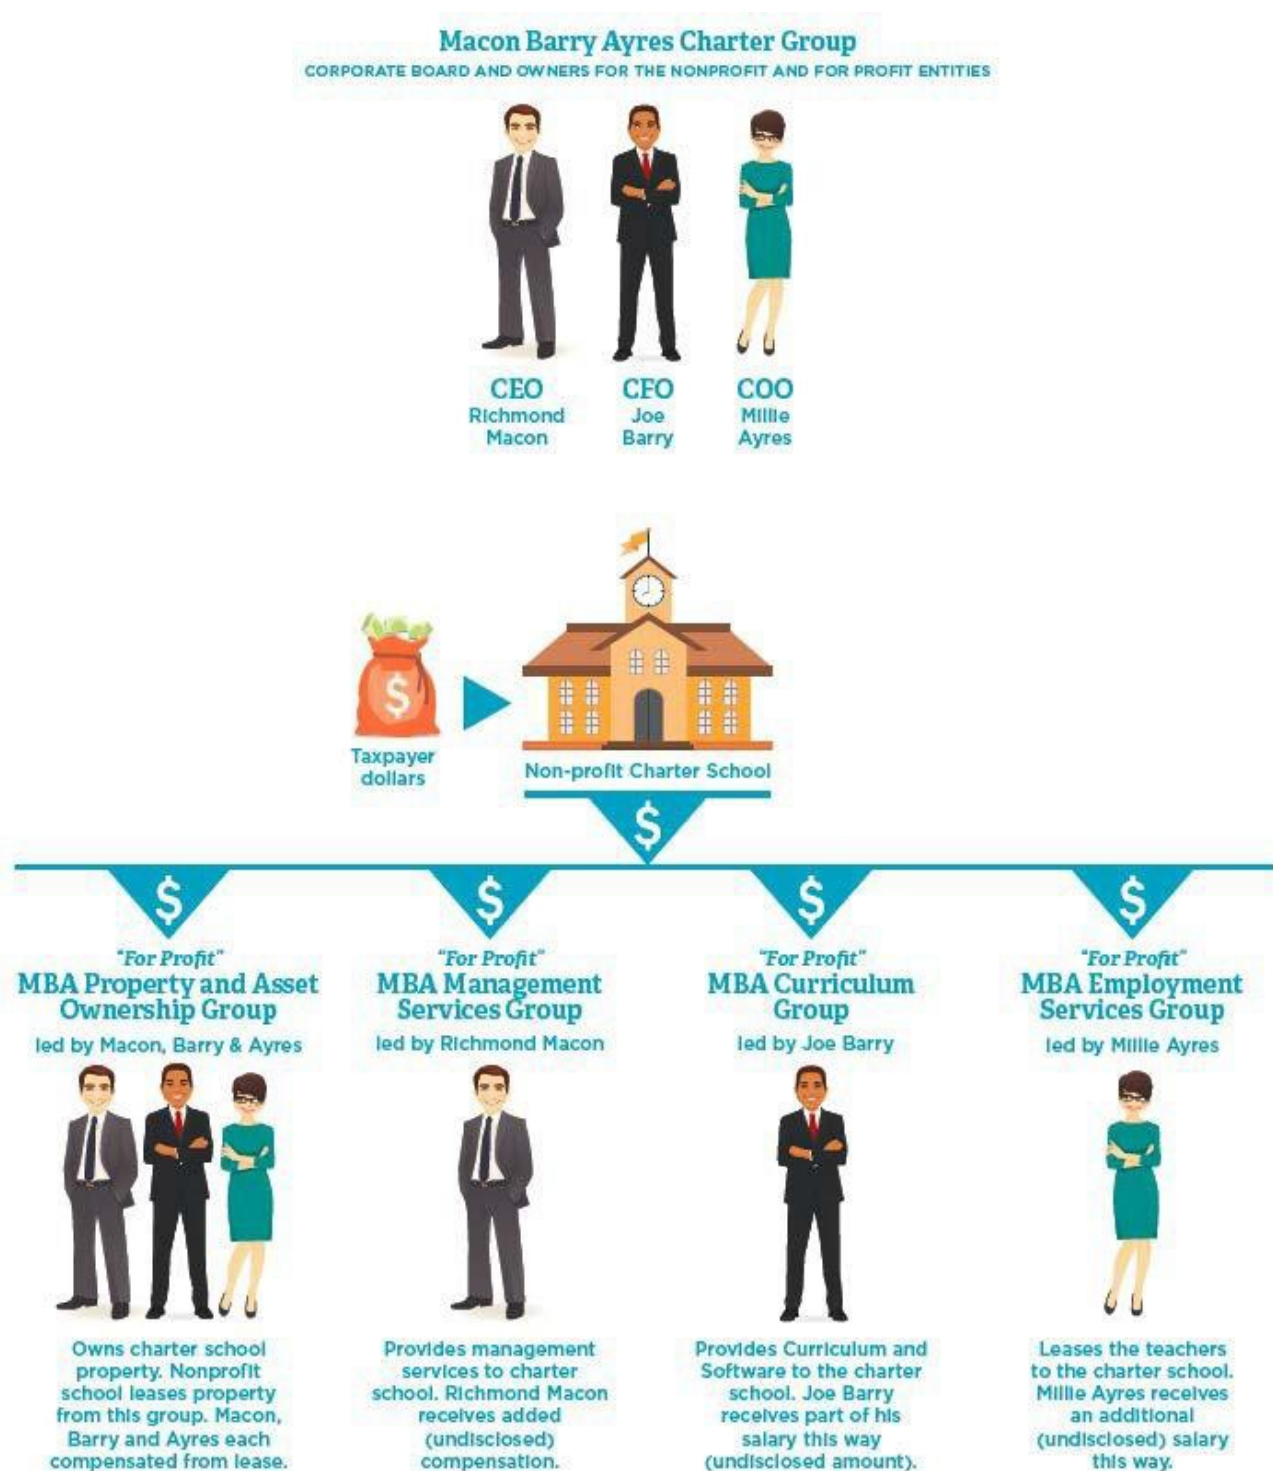 Macon Barry Ayres Charter Group
CORPORATE BOARD AND OWNERS FOR THE NONPROFIT AND FOR PROFIT ENTITIES
CEO
Richmond
Macon
CFO
Joe
Barry
COO
Millie
Ayres
$
Taxpayer
dollars
Non-profit Charter School
$
$
"For Profit"
MBA Property and Asset
Ownership Group
led by Macon, Barry & Ayres
Owns charter school
property. Nonprofit
school leases property
from this group. Macon,
Barry and Ayres each
compensated from lease.
$
"For Profit"
MBA Management
Services Group
led by Richmond Macon
Provides management
services to charter
school. Richmond Macon
receives added
(undisclosed)
compensation.
$
"For Profit"
MBA Curriculum
Group
led by Joe Barry
Provides Curriculum and
Software to the charter
school. Joe Barry
receives part of his
salary this way
(undisclosed amount).
$
"For Profit"
MBA Employment
Services Group
led by Millie Ayres
Leases the teachers
to the charter school.
Millie Ayres receives
an additional
(undisclosed) salary
this way.